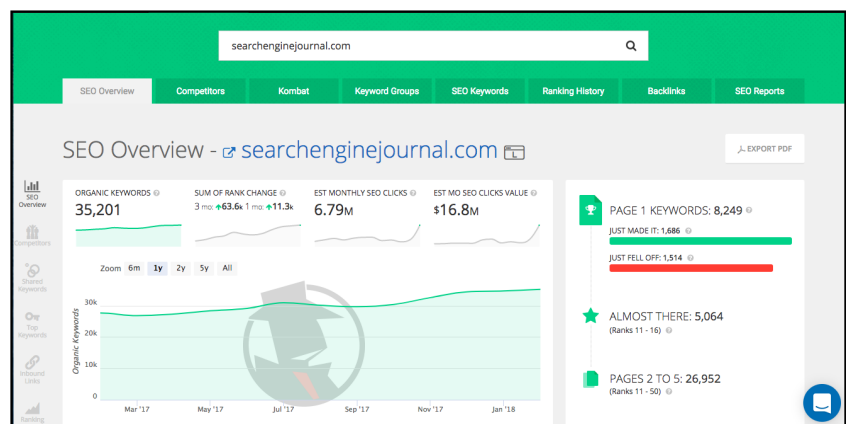 searchenginejournal.com
SEO Overview Competitors Kombat Keyword Groups SEO Keywords Ranking History Backlinks SEO Reports
SEO Overview - searchenginejournal.com
L
EXPORT PDF
SEO
Overview
Competitors
Shared
Keywords
Top
Keywords
Inbound
Links
Ranking
ORGANIC KEYWORDS
35,201
SUM OF RANK CHANGE
3 mo: 63.6k 1 mo: 11.3k
EST MONTHLY SEO CLICKS
6.79M
EST MO SEO CLICKS VALUE
$16.8M
Zoom 6m 1y 2y 5y All
Organic Keywords
30k
20k
10k
0
Mar '17 May '17 Jul '17 Sep '17 Nov '17 Jan '18
PAGE 1 KEYWORDS: 8,249
JUST MADE IT: 1,686
JUST FELL OFF: 1,514
ALMOST THERE: 5,064
(Ranks 11 - 16)
PAGES 2 TO 5: 26,952
(Ranks 11 - 50)